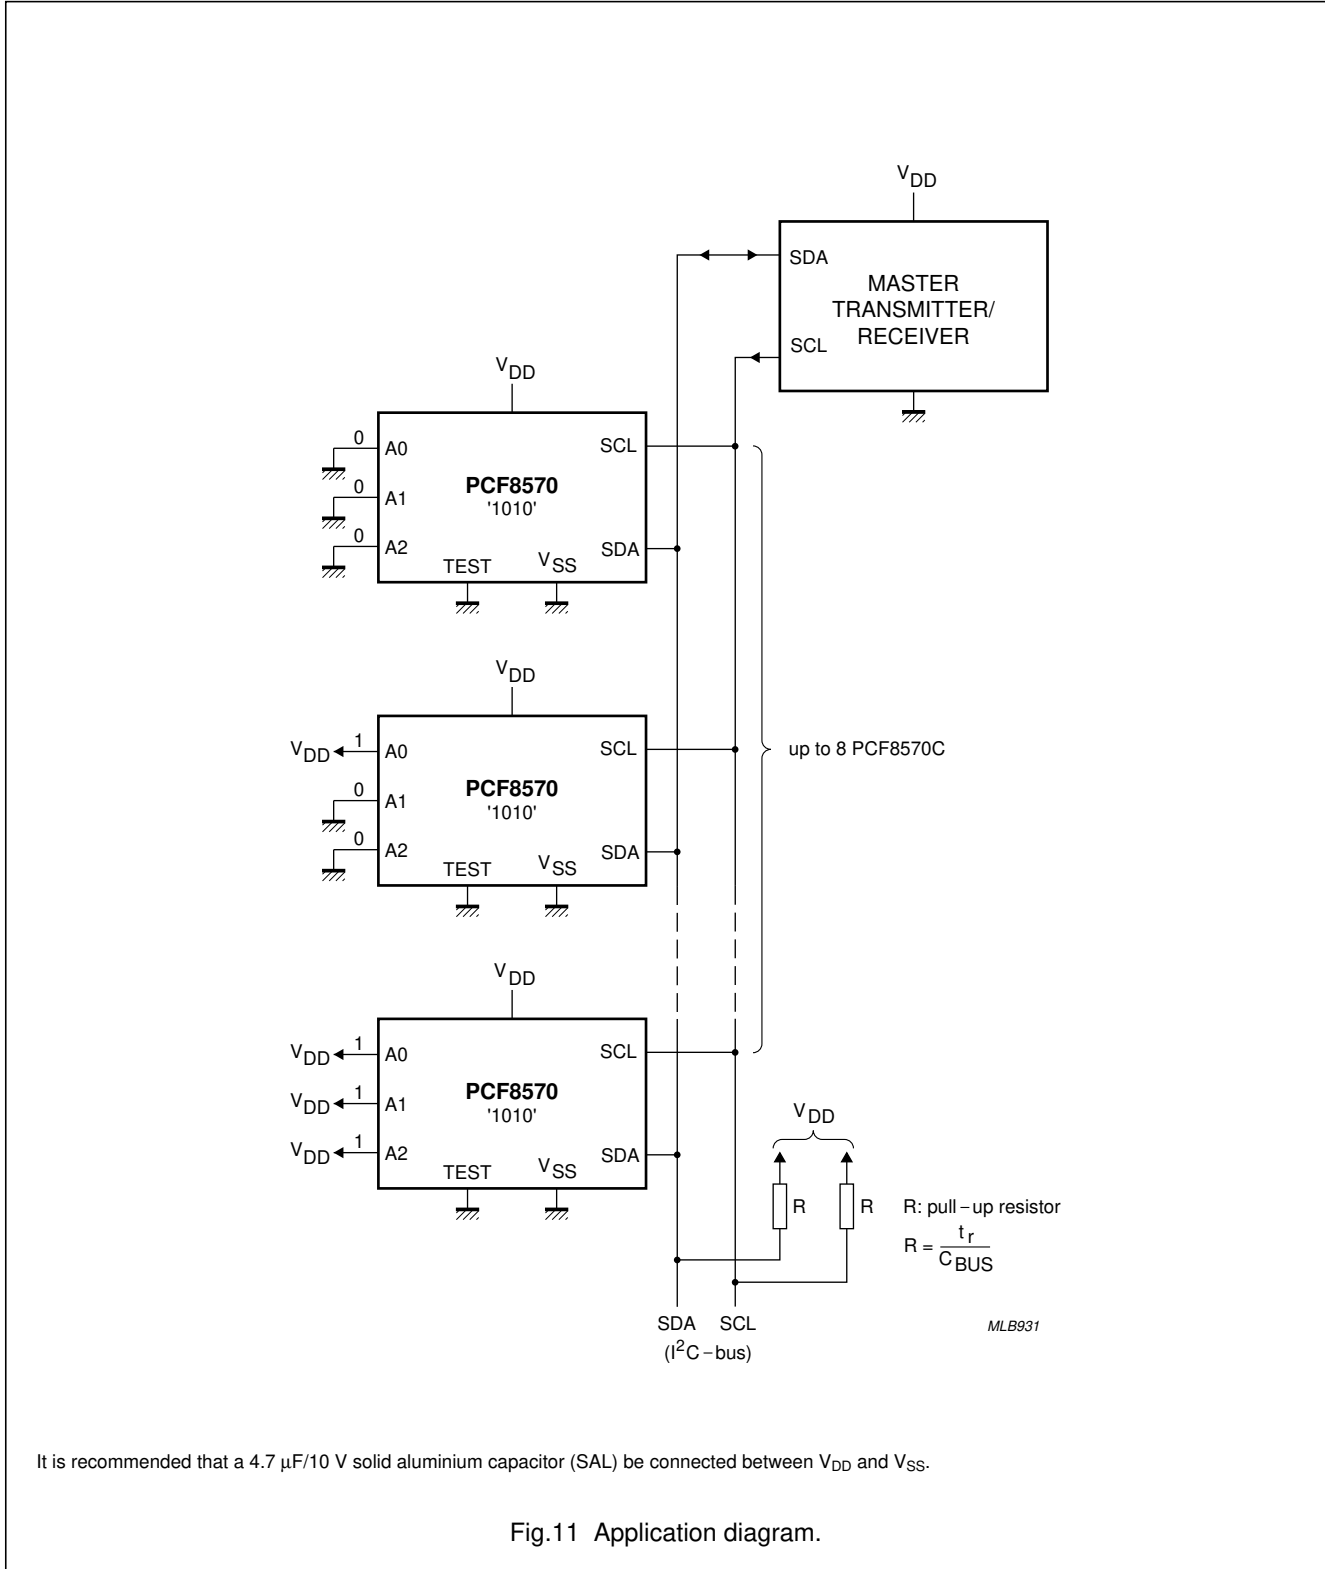 VDD
SDA
MASTER
TRANSMITTER/
RECEIVER
SCL
VDD
0
A0
SCL
PCF8570
'1010'
0
A1
0
A2
SDA
TEST
VSS
VDD
VDD 1
A0
SCL
up to 8 PCF8570C
PCF8570
'1010'
0
A1
0
A2
SDA
TEST
VSS
VDD
VDD 1
A0
SCL
PCF8570
'1010'
VDD 1
A1
VDD 1
A2
SDA
TEST
VSS
VDD
R
R
R: pull–up resistor
R = tr
CBUS
SDA SCL
(I²C–bus)
MLB931
It is recommended that a 4.7 µF/10 V solid aluminium capacitor (SAL) be connected between VDD and VSS.
Fig.11 Application diagram.